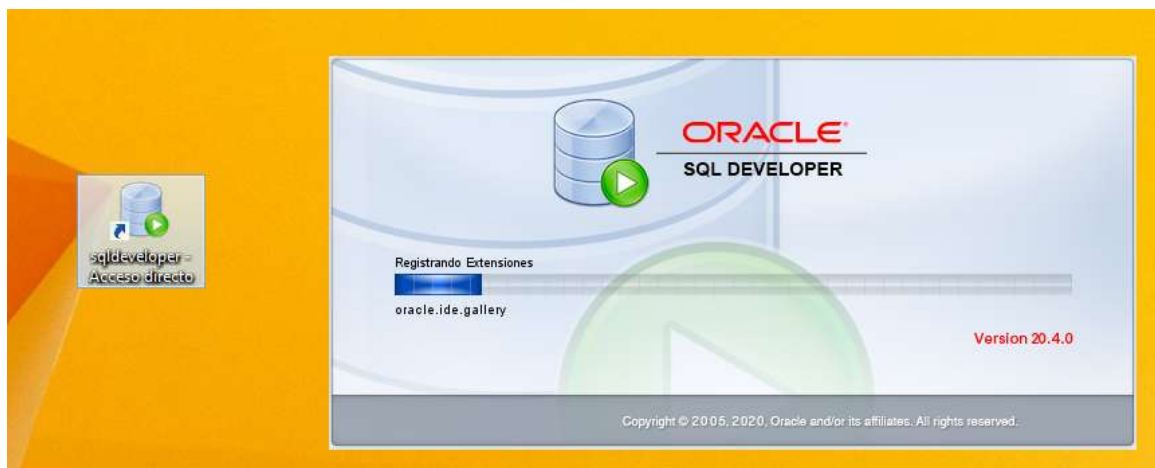 sqldeveloper -
Acceso directo
ORACLE
SQL DEVELOPER
Registrando Extensiones
oracle.ide.gallery
Version 20.4.0
Copyright © 2005, 2020, Oracle and/or its affiliates. All rights reserved.